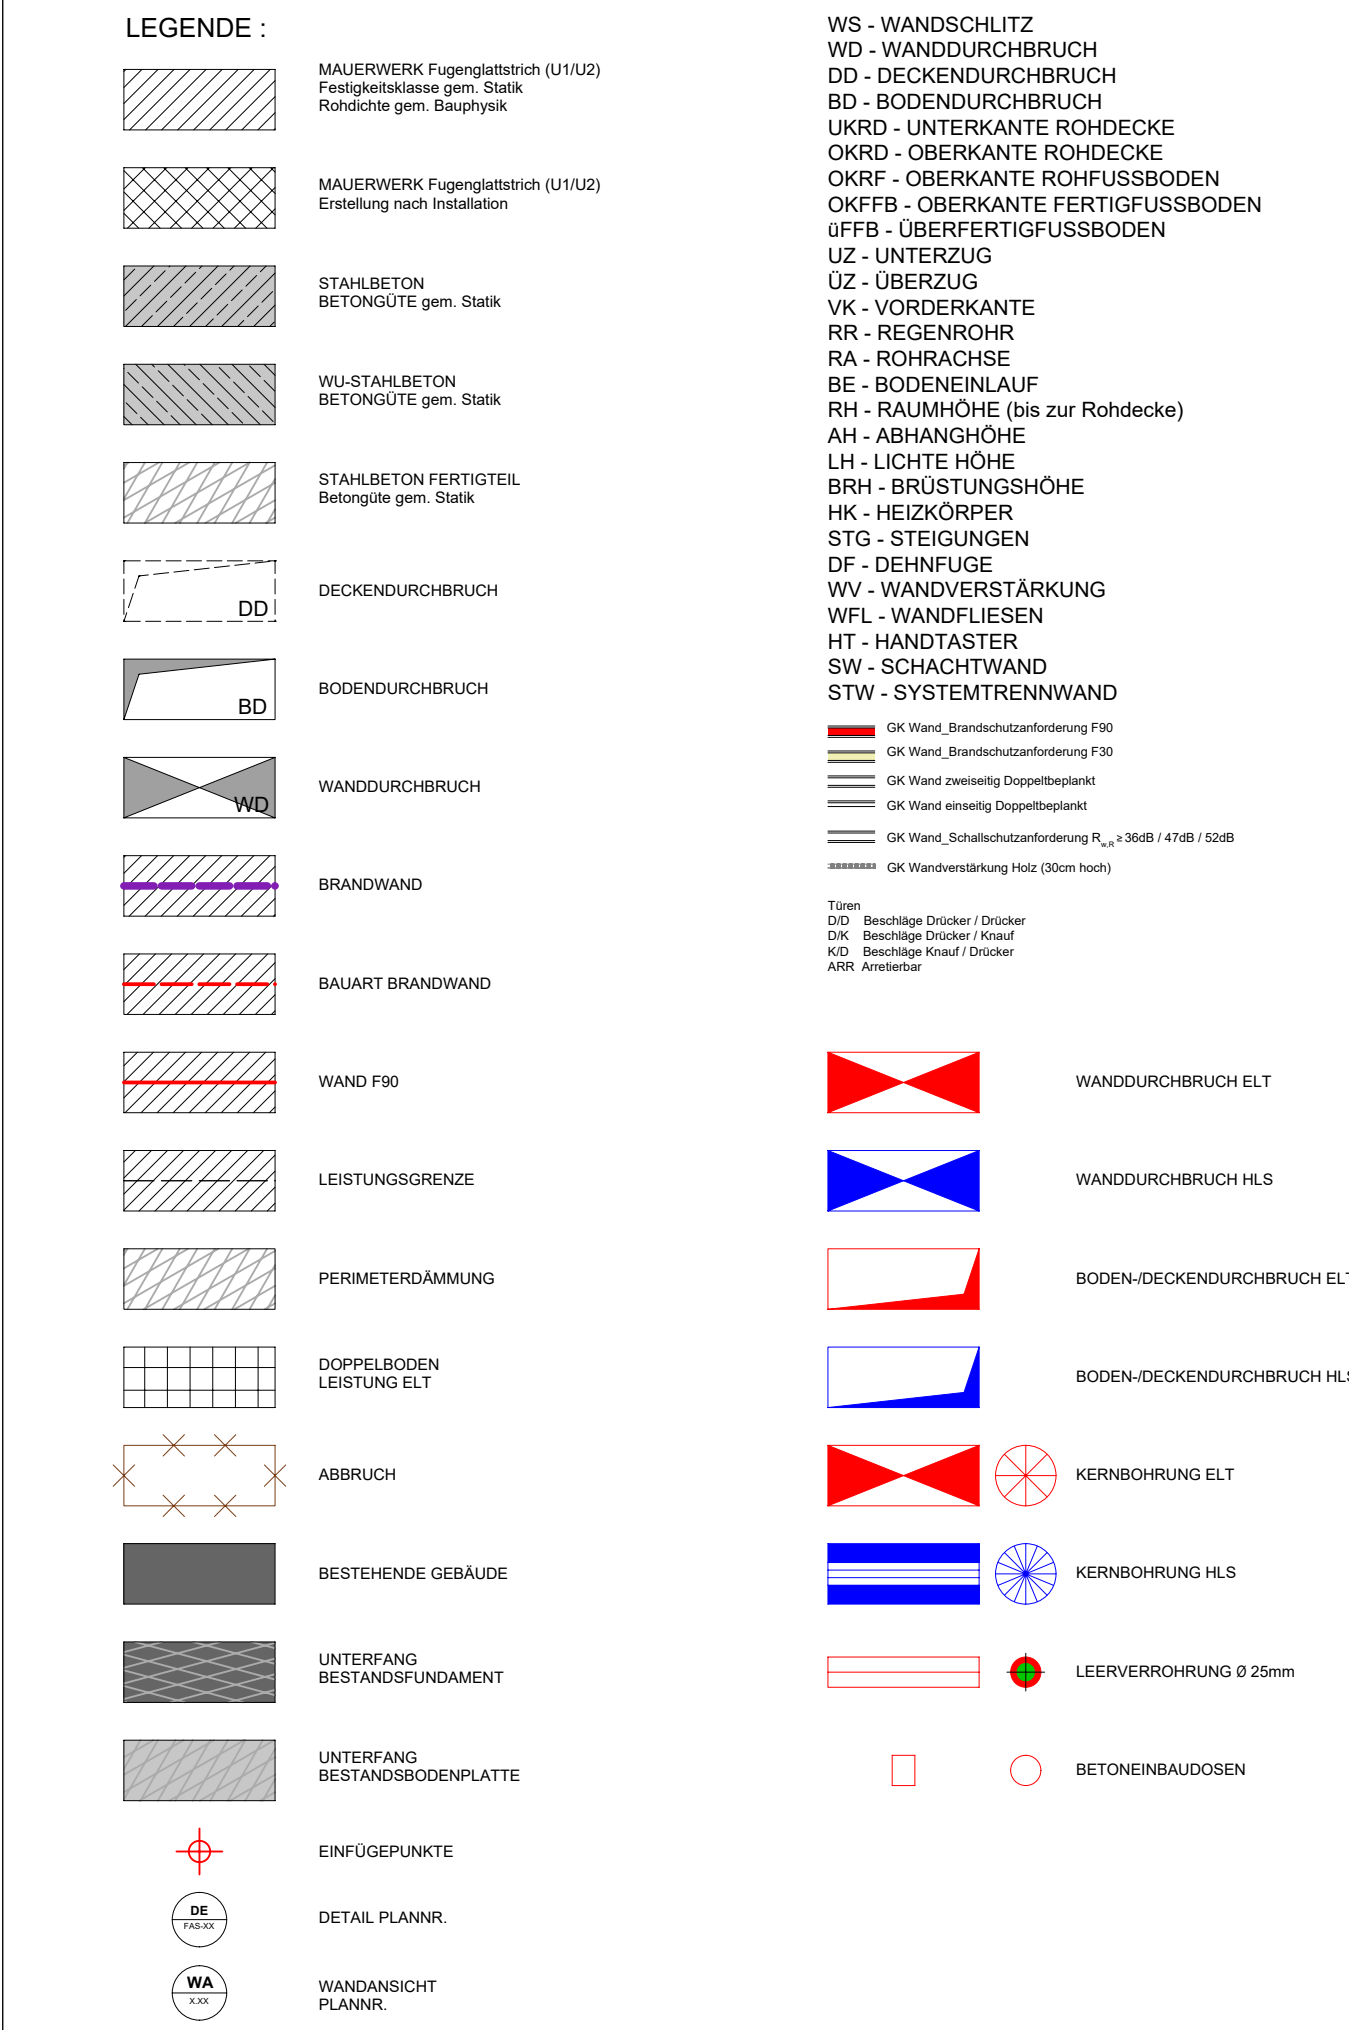 LEGENDE :
MAUERWERK Fugenglattstrich (U1/U2)
Festigkeitsklasse gem. Statik
Rohdichte gem. Bauphysik
MAUERWERK Fugenglattstrich (U1/U2)
Erstellung nach Installation
STAHLBETON
BETONGÜTE gem. Statik
WU-STAHLBETON
BETONGÜTE gem. Statik
STAHLBETON FERTIGTEIL
Betongüte gem. Statik
DD
DECKENDURCHBRUCH
BD
BODENDURCHBRUCH
WD
WANDDURCHBRUCH
BRANDWAND
BAUART BRANDWAND
WAND F90
LEISTUNGSGRENZE
PERIMETERDÄMMUNG
DOPPELBODEN
LEISTUNG ELT
ABBRUCH
BESTEHENDE GEBÄUDE
UNTERFANG
BESTANDSFUNDAMENT
UNTERFANG
BESTANDSBODENPLATTE
EINFÜGEPUNKTE
DE
FAS-XX
DETAIL PLANNR.
WA
X.XX
WANDANSICHT
PLANNR.
WS - WANDSCHLITZ
WD - WANDDURCHBRUCH
DD - DECKENDURCHBRUCH
BD - BODENDURCHBRUCH
UKRD - UNTERKANTE ROHDECKE
OKRD - OBERKANTE ROHDECKE
OKRF - OBERKANTE ROHFUSSBODEN
OKFFB - OBERKANTE FERTIGFUSSBODEN
üFFB - ÜBERFERTIGFUSSBODEN
UZ - UNTERZUG
ÜZ - ÜBERZUG
VK - VORDERKANTE
RR - REGENROHR
RA - ROHRACHSE
BE - BODENEINLAUF
RH - RAUMHÖHE (bis zur Rohdecke)
AH - ABHANGHÖHE
LH - LICHTE HÖHE
BRH - BRÜSTUNGSHÖHE
HK - HEIZKÖRPER
STG - STEIGUNGEN
DF - DEHNFUGE
WV - WANDVERSTÄRKUNG
WFL - WANDFLIESEN
HT - HANDTASTER
SW - SCHACHTWAND
STW - SYSTEMTRENNWAND
GK Wand_Brandschutzanforderung F90
GK Wand_Brandschutzanforderung F30
GK Wand zweiseitig Doppeltbeplankt
GK Wand einseitig Doppeltbeplankt
GK Wand_Schallschutzanforderung Rw,R ≥ 36dB / 47dB / 52dB
GK Wandverstärkung Holz (30cm hoch)
Türen
D/D Beschläge Drücker / Drücker
D/K Beschläge Drücker / Knauf
K/D Beschläge Knauf / Drücker
ARR Arretierbar
WANDDURCHBRUCH ELT
WANDDURCHBRUCH HLS
BODEN-/DECKENDURCHBRUCH ELT
BODEN-/DECKENDURCHBRUCH HLS
KERNBOHRUNG ELT
KERNBOHRUNG HLS
LEERVERROHRUNG Ø 25mm
BETONEINBAUDOSEN